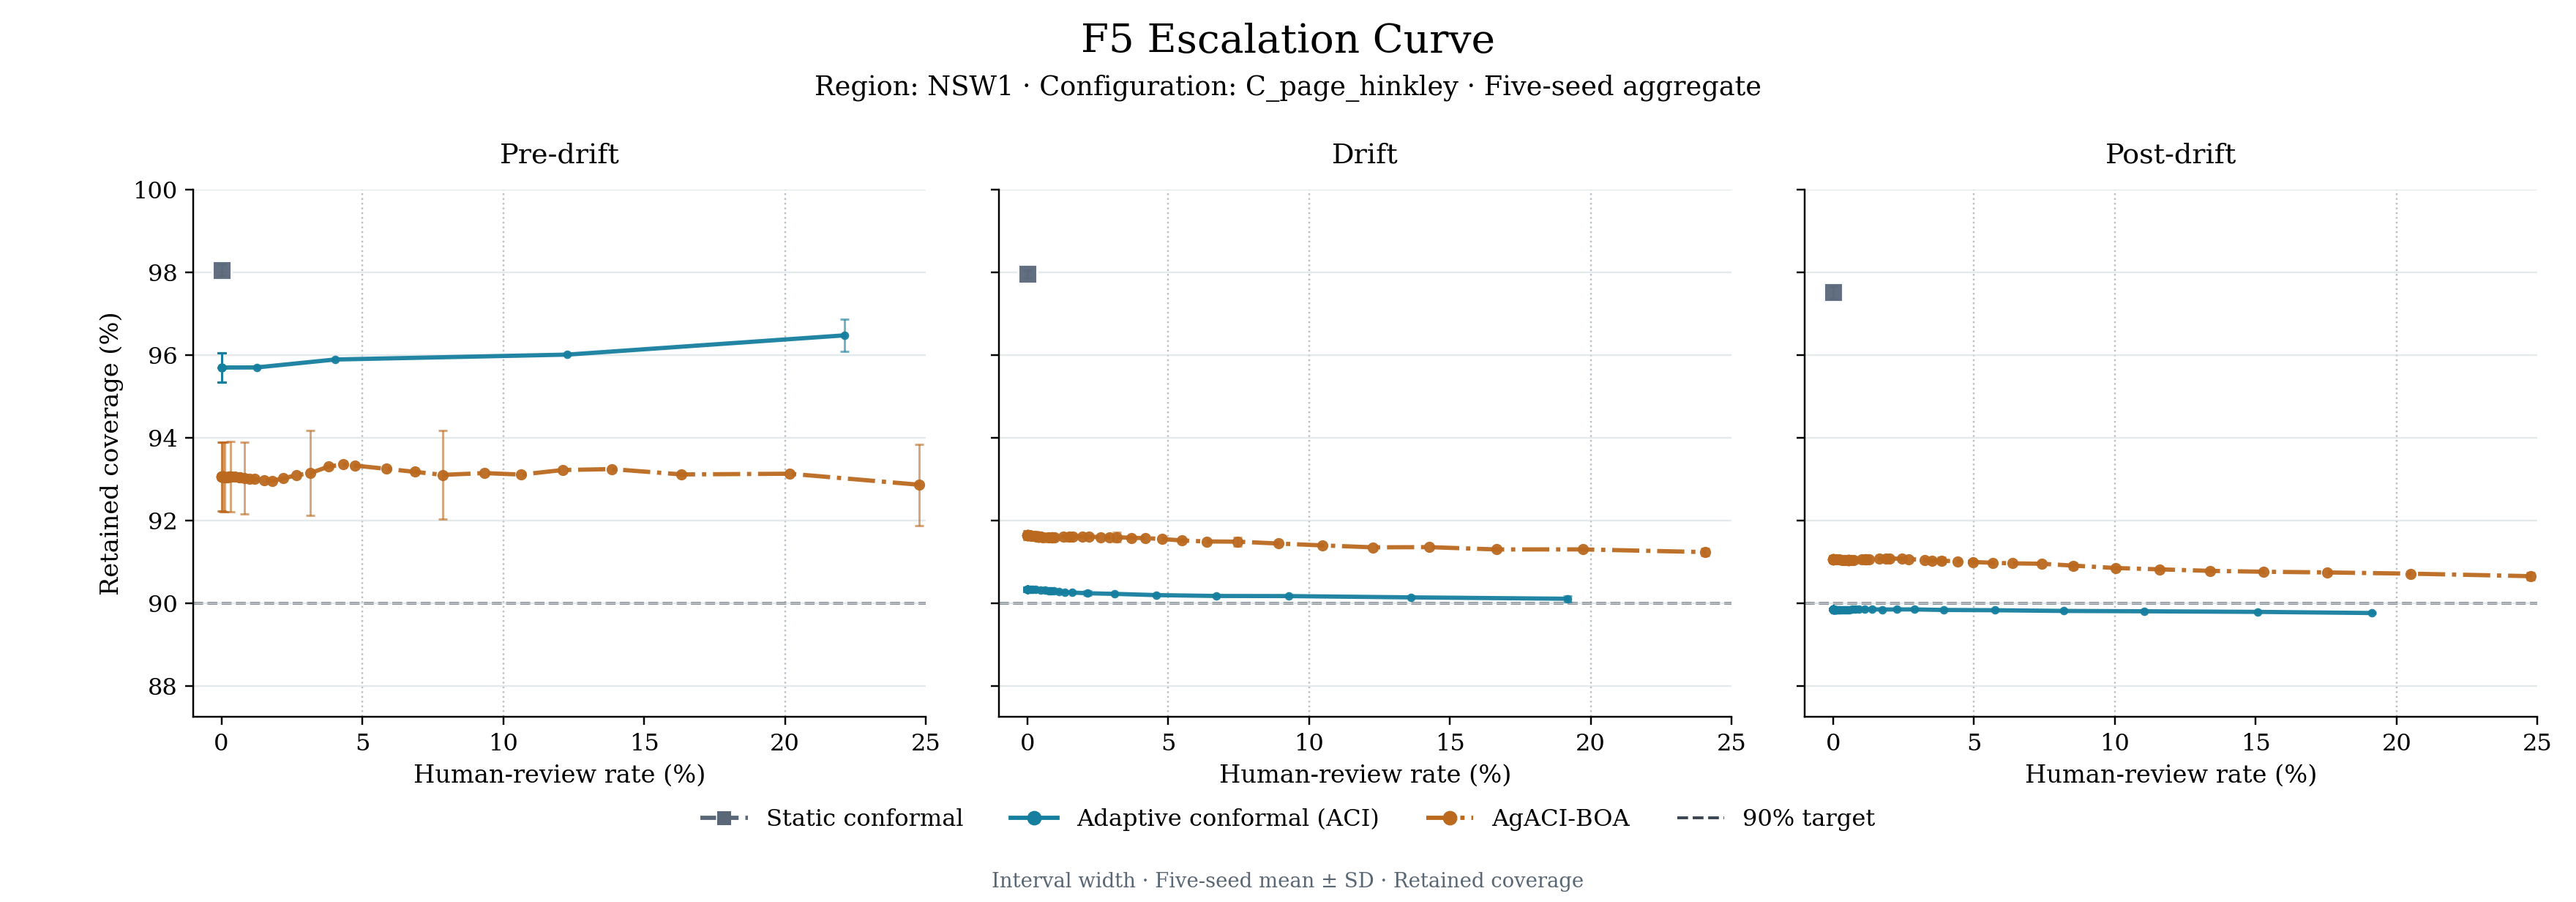 F5 Escalation Curve
Region: NSW1 · Configuration: C_page_hinkley · Five-seed aggregate
Pre-drift
Drift
Post-drift
Retained coverage (%)
100
98
96
94
92
90
88
0 5 10 15 20 25
0 5 10 15 20 25
0 5 10 15 20 25
Human-review rate (%)
Human-review rate (%)
Human-review rate (%)
Static conformal
Adaptive conformal (ACI)
AgACI-BOA
90% target
Interval width · Five-seed mean ± SD · Retained coverage